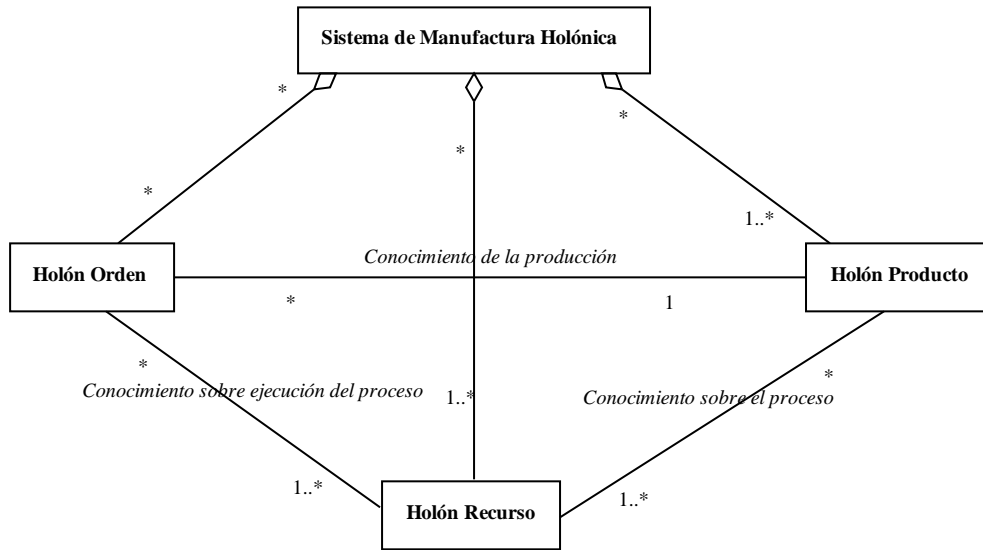 Sistema de Manufactura Holónica
*
*
*
*
1..*
Conocimiento de la producción
Holón Orden
Holón Producto
*
1
*
*
Conocimiento sobre ejecución del proceso
1..*
Conocimiento sobre el proceso
1..*
1..*
Holón Recurso